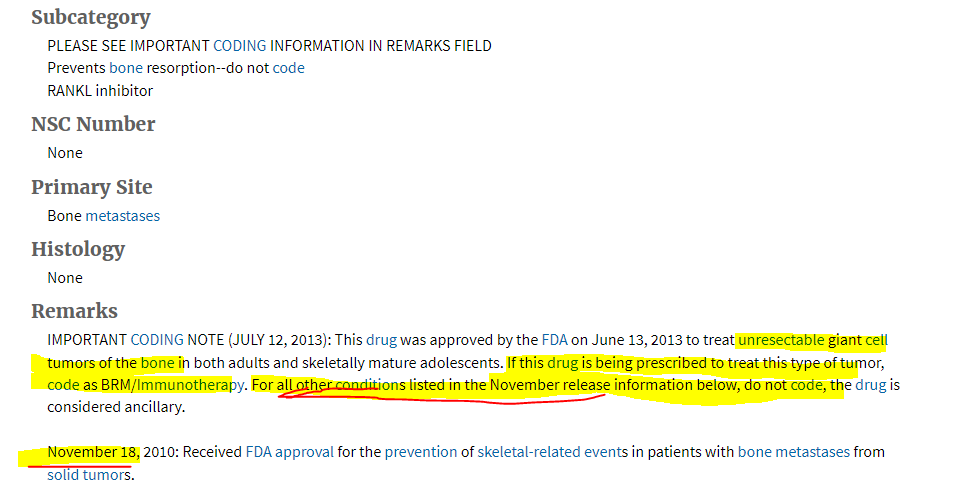 Subcategory
PLEASE SEE IMPORTANT CODING INFORMATION IN REMARKS FIELD
Prevents bone resorption--do not code
RANKL inhibitor
NSC Number
None
Primary Site
Bone metastases
Histology
None
Remarks
IMPORTANT CODING NOTE (JULY 12, 2013): This drug was approved by the FDA on June 13, 2013 to treat unresectable giant cell
tumors of the bone in both adults and skeletally mature adolescents. If this drug is being prescribed to treat this type of tumor,
code as BRM/Immunotherapy. For all other conditions listed in the November release information below, do not code, the drug is
considered ancillary.
November 18, 2010: Received FDA approval for the prevention of skeletal-related events in patients with bone metastases from
solid tumors.